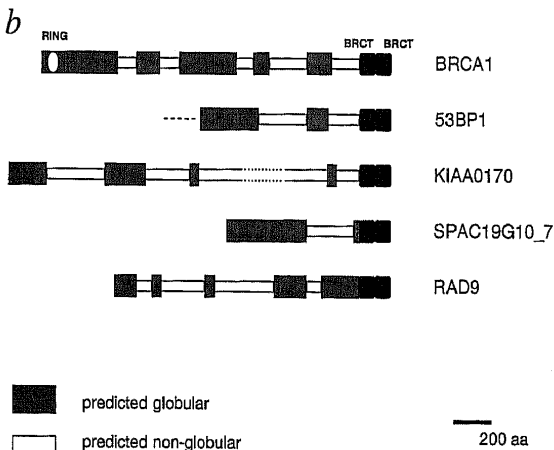 b
RING
BRCT BRCT
BRCA1
53BP1
KIAA0170
SPAC19G10_7
RAD9
predicted globular
predicted non-globular
200 aa